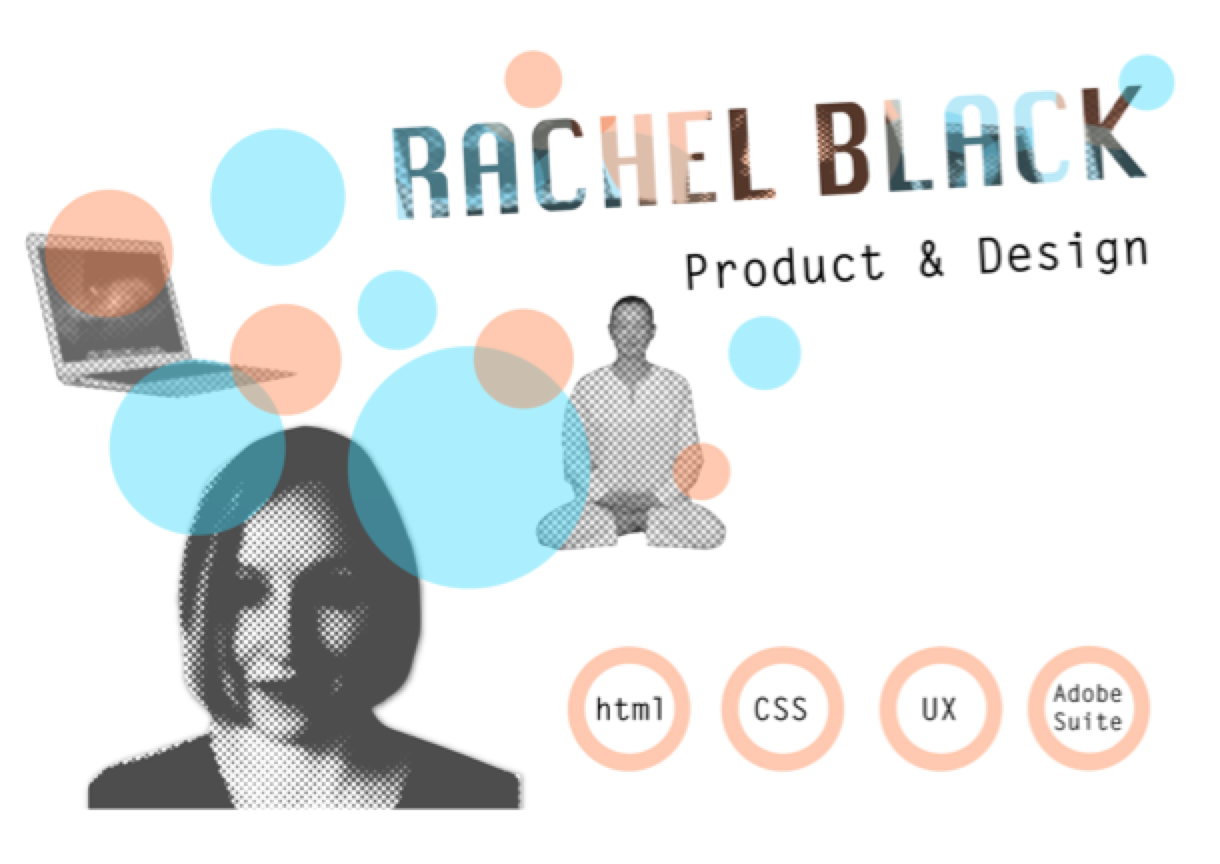 RACHEL BLACK
Product & Design
html
CSS
UX
Adobe
Suite